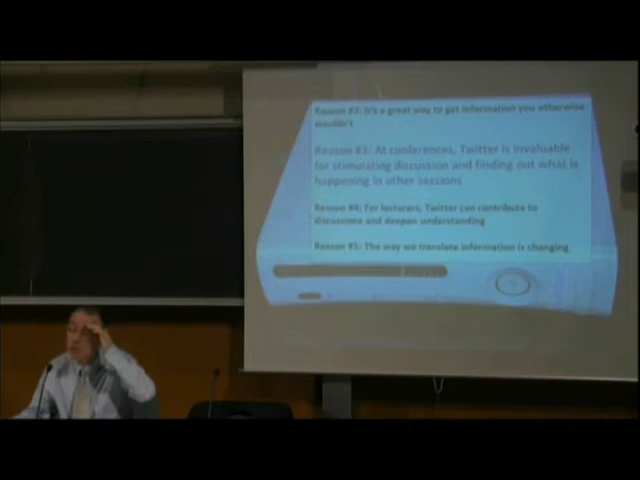 Reason #2: It's a great way to get information you otherwise
wouldn't
Reason #3: At conferences, Twitter is invaluable
for stimulating discussion and finding out what is
happening in other sessions
Reason #4: For lecturers, Twitter can contribute to
discussions and deepen understanding
Reason #5: The way we translate information is changing